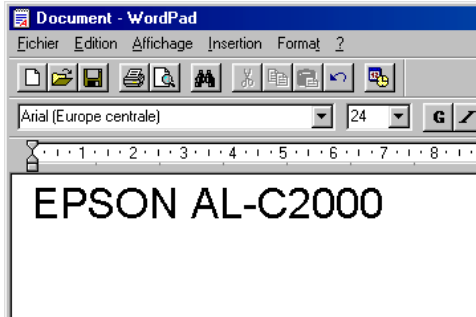 Document - WordPad
Fichier Edition Affichage Insertion Format ?
Arial (Europe centrale) 24 G I
1 2 3 4 5 6 7 8
EPSON AL-C2000